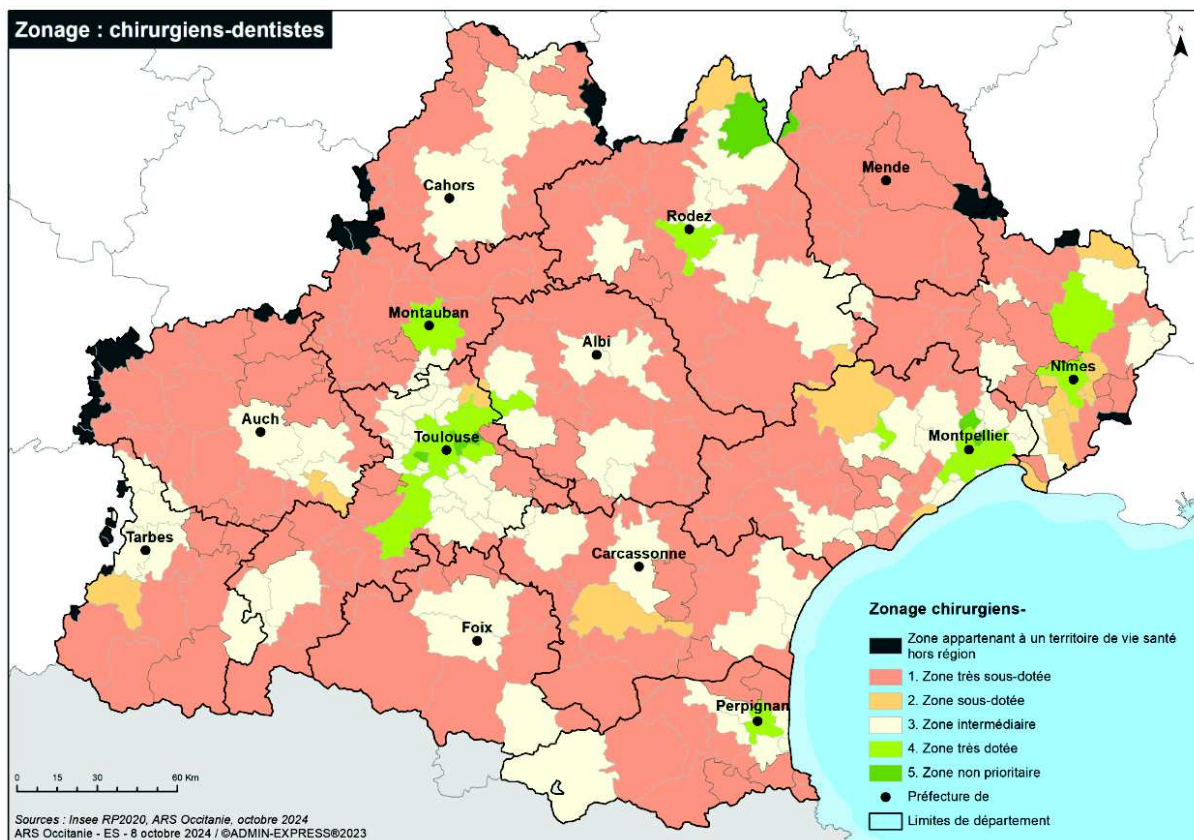 Zonage : chirurgiens-dentistes
N
Mende
Cahors
Rodez
Montauban
Albi
Nîmes
Auch
Toulouse
Montpellier
Tarbes
Carcassonne
Foix
Perpignan
Zonage chirurgiens-
Zone appartenant à un territoire de vie santé
hors région
1. Zone très sous-dotée
2. Zone sous-dotée
3. Zone intermédiaire
4. Zone très dotée
5. Zone non prioritaire
Préfecture de
Limites de département
0 15 30 60 Km
Sources : Insee RP2020, ARS Occitanie, octobre 2024
ARS Occitanie - ES - 8 octobre 2024 / ©ADMIN-EXPRESS®2023